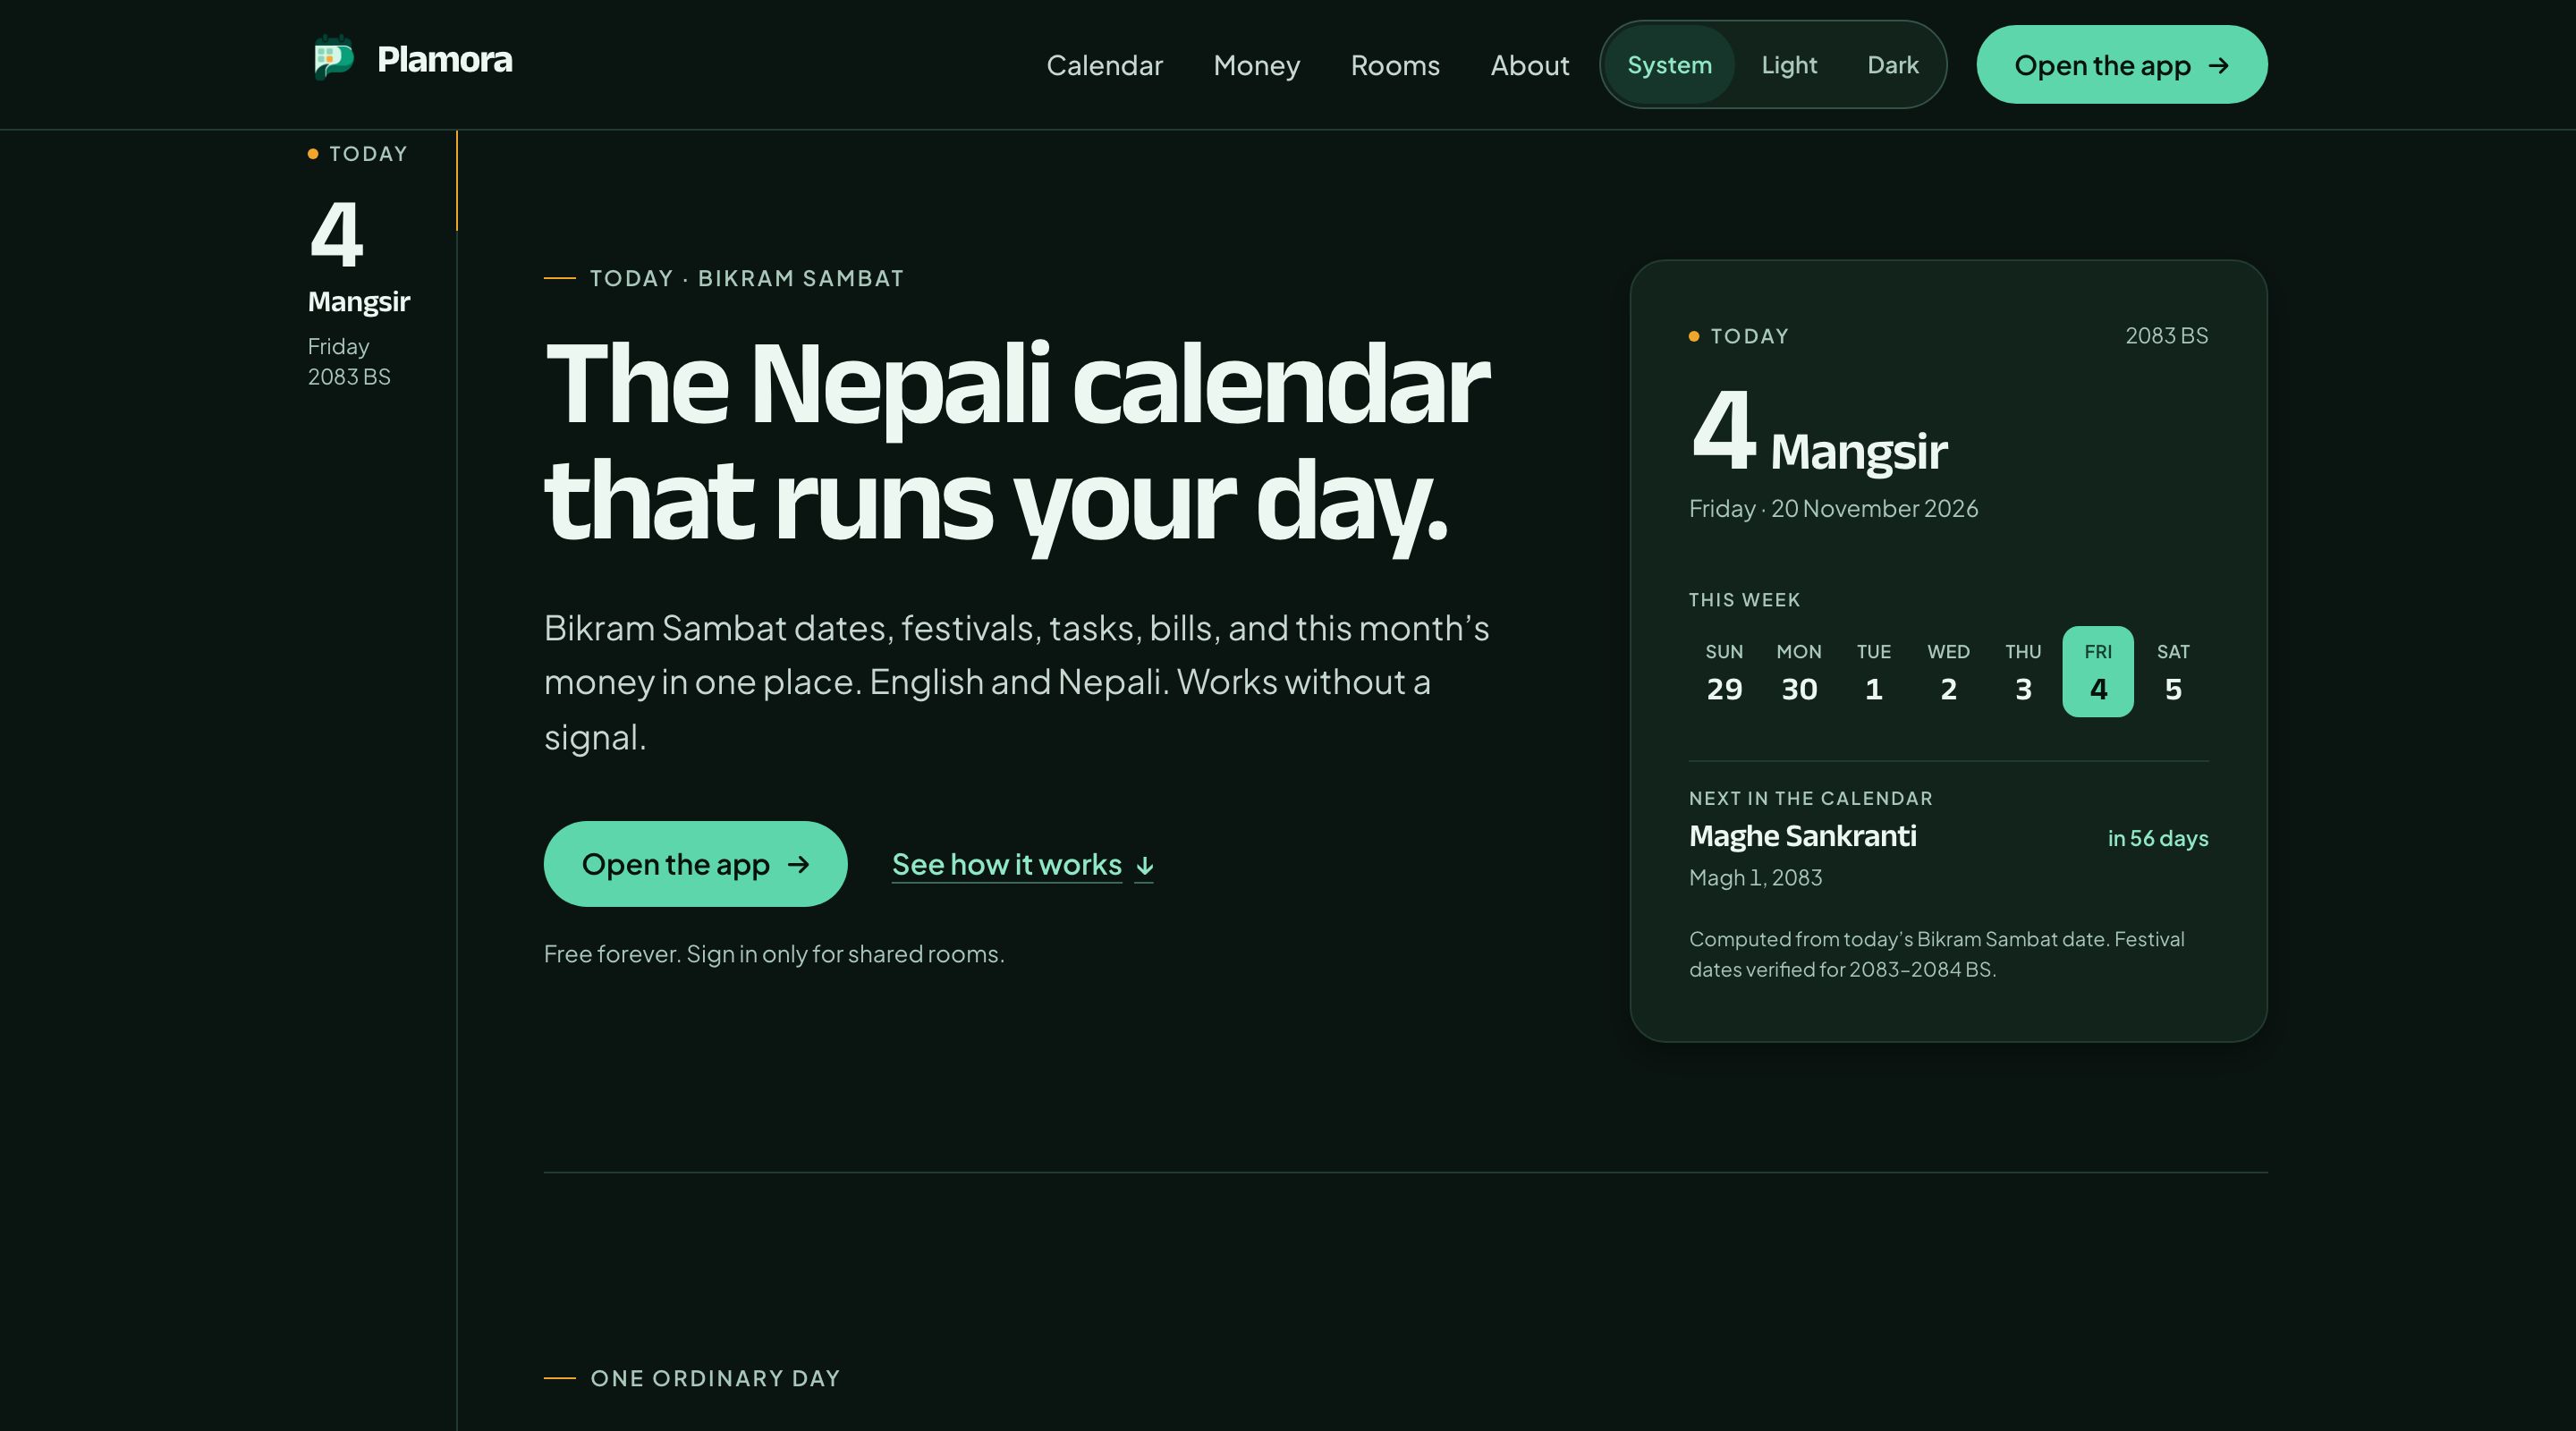 Plamora
Calendar Money Rooms About System Light Dark Open the app →
TODAY
4
Mangsir
Friday
2083 BS
TODAY · BIKRAM SAMBAT
The Nepali calendar
that runs your day.
Bikram Sambat dates, festivals, tasks, bills, and this month’s
money in one place. English and Nepali. Works without a
signal.
Open the app → See how it works ↓
Free forever. Sign in only for shared rooms.
TODAY 2083 BS
4 Mangsir
Friday · 20 November 2026
THIS WEEK
SUN MON TUE WED THU FRI SAT
29 30 1 2 3 4 5
NEXT IN THE CALENDAR
Maghe Sankranti in 56 days
Magh 1, 2083
Computed from today’s Bikram Sambat date. Festival
dates verified for 2083–2084 BS.
ONE ORDINARY DAY